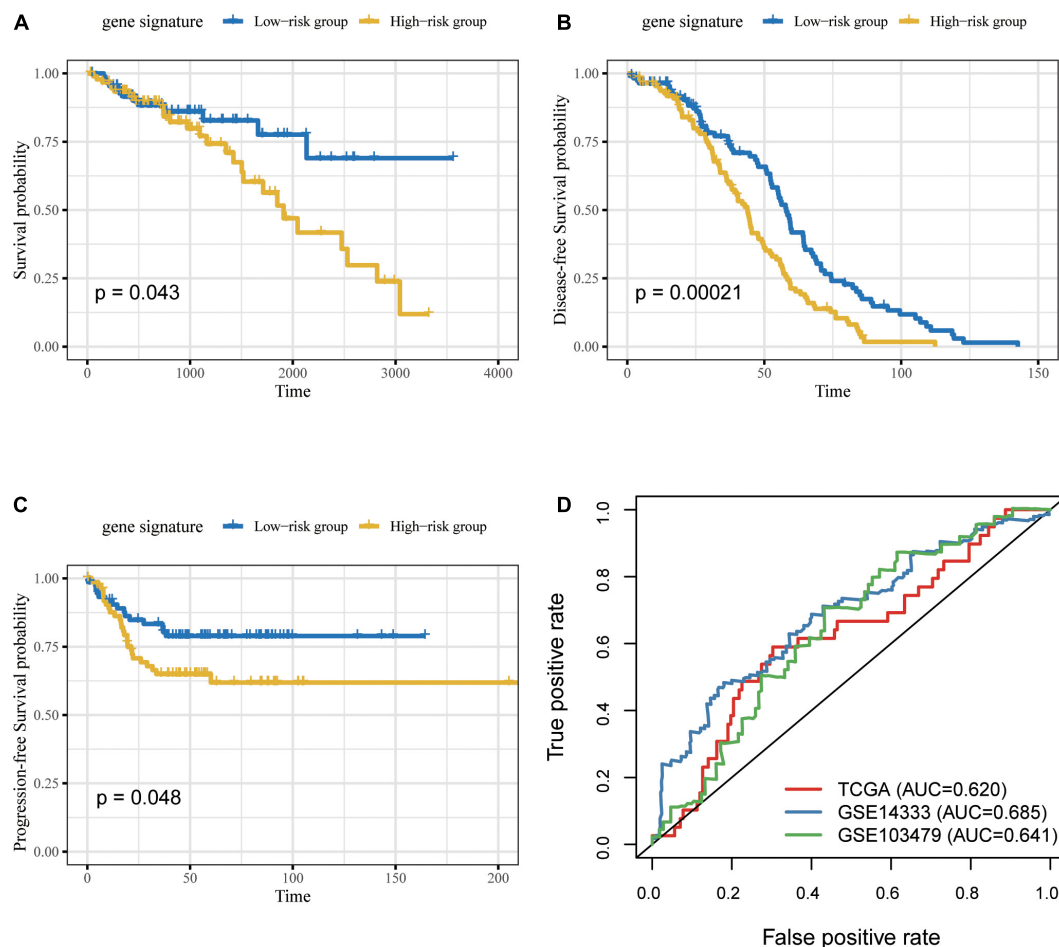 A
gene signature Low−risk group High−risk group
Survival probability
1.00
0.75
0.50
0.25
0.00
p = 0.043
0 1000 2000 3000 4000
Time
B
gene signature Low−risk group High−risk group
Disease-free Survival probability
1.00
0.75
0.50
0.25
0.00
p = 0.00021
0 50 100 150
Time
C
gene signature Low−risk group High−risk group
Progression-free Survival probability
1.00
0.75
0.50
0.25
0.00
p = 0.048
0 50 100 150 200
Time
D
True positive rate
1.0
0.8
0.6
0.4
0.2
0.0
TCGA (AUC=0.620)
GSE14333 (AUC=0.685)
GSE103479 (AUC=0.641)
0.0 0.2 0.4 0.6 0.8 1.0
False positive rate